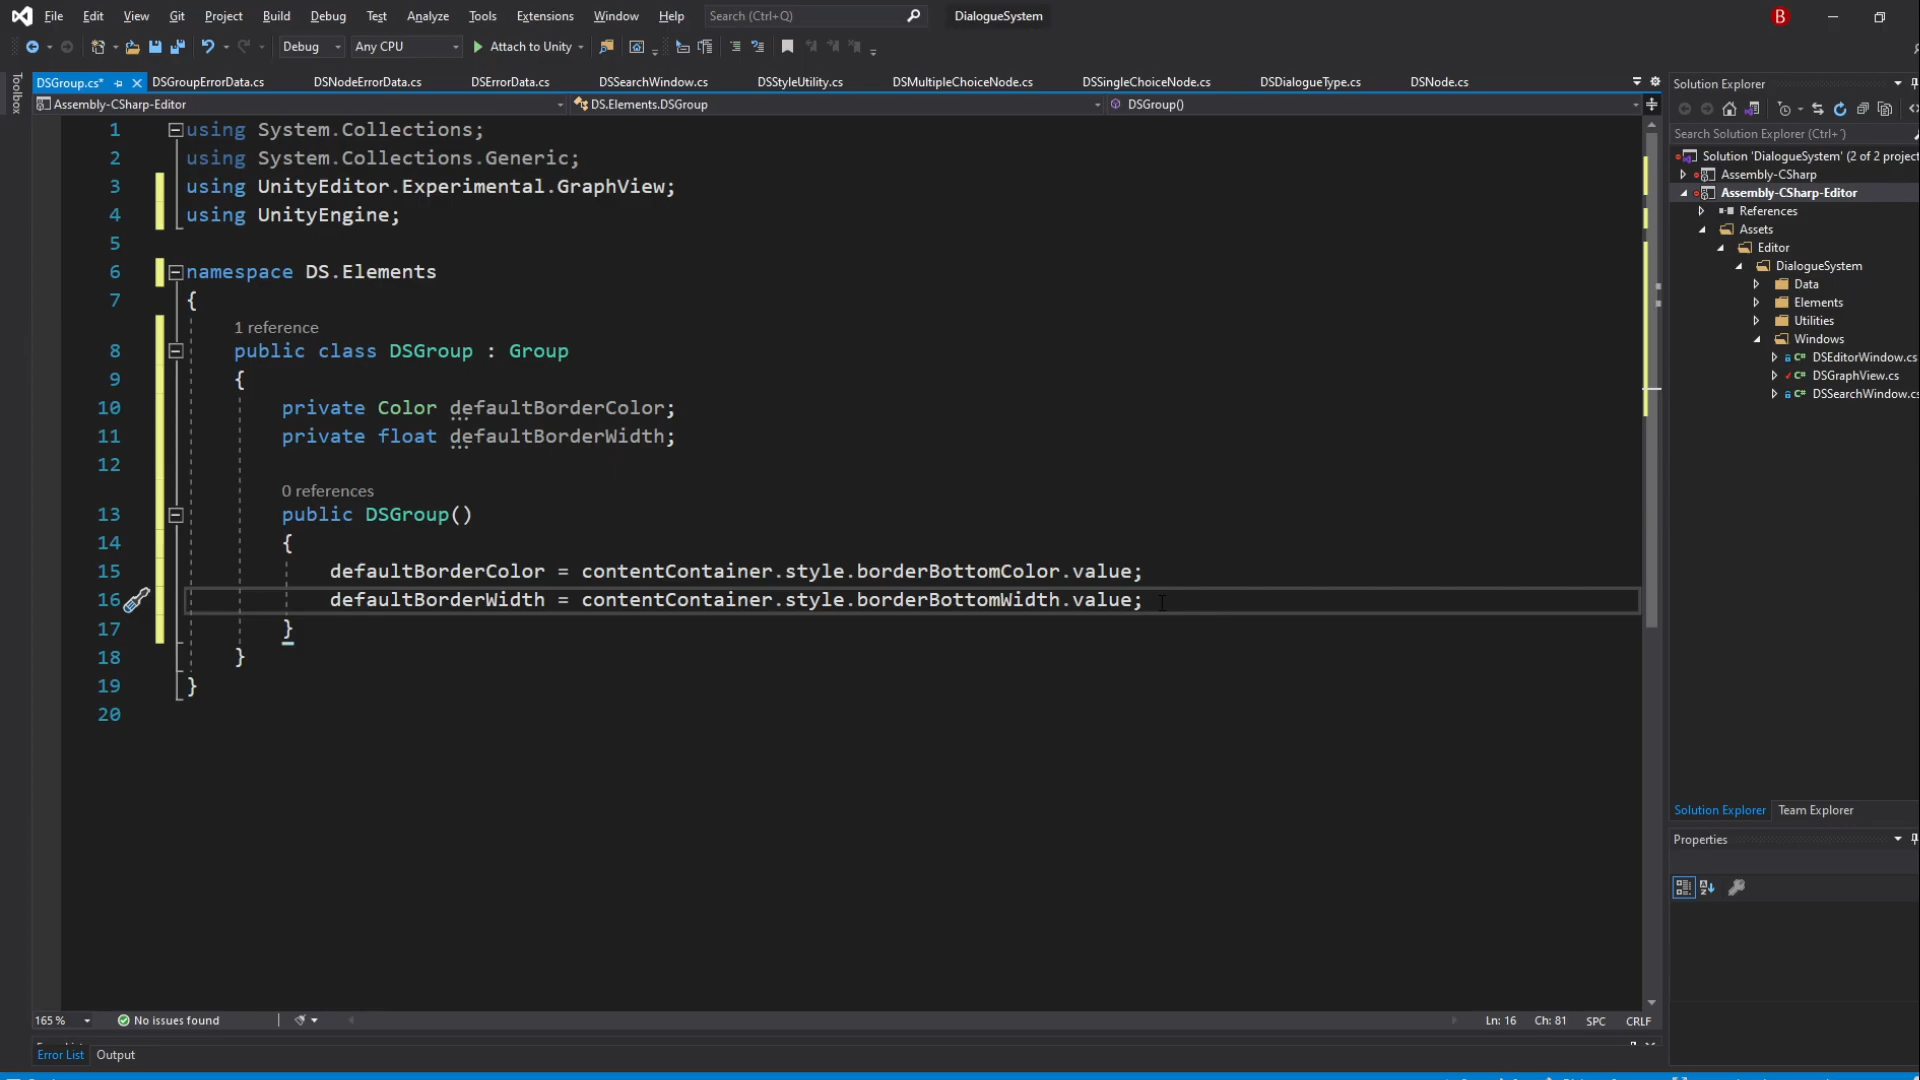 File Edit View Project Build Debug Test Analyze Tools Extensions Window Help Search (Ctrl+Q) DialogueSystem B
Debug Any CPU Attach to Unity
Toolbox
DSGroup.cs* DSGroupErrorData.cs DSNodeErrorData.cs DSErrorData.cs DSSearchWindow.cs DSStyleUtility.cs DSMultipleChoiceNode.cs DSSingleChoiceNode.cs DSDialogueType.cs DSNode.cs
Assembly-CSharp-Editor DS.Elements.DSGroup DSGroup()
1 using System.Collections;
2 using System.Collections.Generic;
3 using UnityEditor.Experimental.GraphView;
4 using UnityEngine;
5
6 namespace DS.Elements
7 {
1 reference
8 public class DSGroup : Group
9 {
10 private Color defaultBorderColor;
11 private float defaultBorderWidth;
12
0 references
13 public DSGroup()
14 {
15 defaultBorderColor = contentContainer.style.borderBottomColor.value;
16 defaultBorderWidth = contentContainer.style.borderBottomWidth.value;
17 }
18 }
19 }
20
165 % No issues found Ln: 16 Ch: 81 SPC CRLF
Error List Output
Solution Explorer
Search Solution Explorer (Ctrl+')
Solution 'DialogueSystem' (2 of 2 project
Assembly-CSharp
Assembly-CSharp-Editor
References
Assets
Editor
DialogueSystem
Data
Elements
Utilities
Windows
C# DSEditorWindow.cs
C# DSGraphView.cs
C# DSSearchWindow.cs
Solution Explorer Team Explorer
Properties